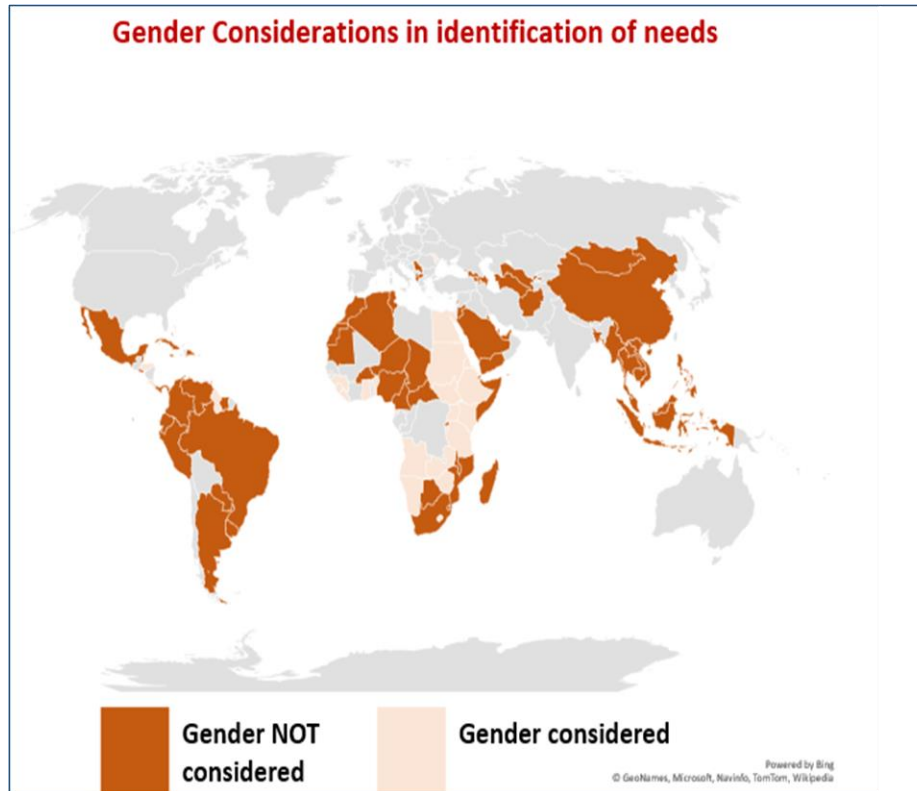 Gender Considerations in identification of needs
Gender NOT
considered
Gender considered
Powered by Bing
© GeoNames, Microsoft, Navinfo, TomTom, Wikipedia